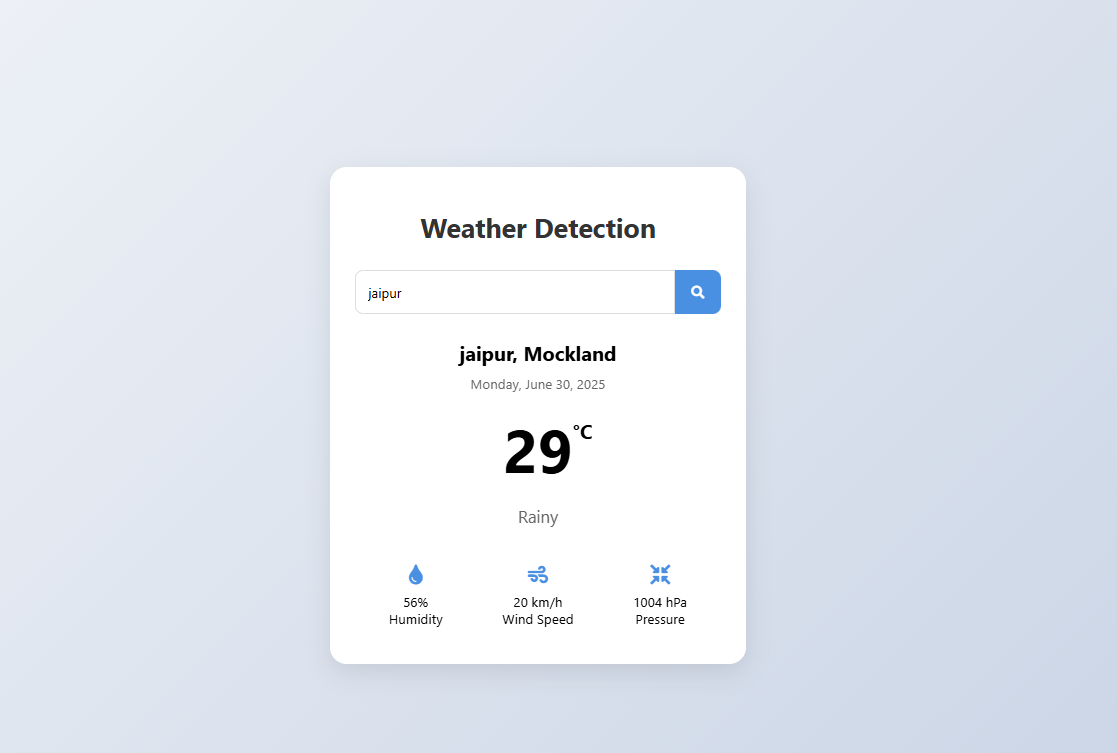 Weather Detection
jaipur
jaipur, Mockland
Monday, June 30, 2025
29°C
Rainy
56% 20 km/h 1004 hPa
Humidity Wind Speed Pressure